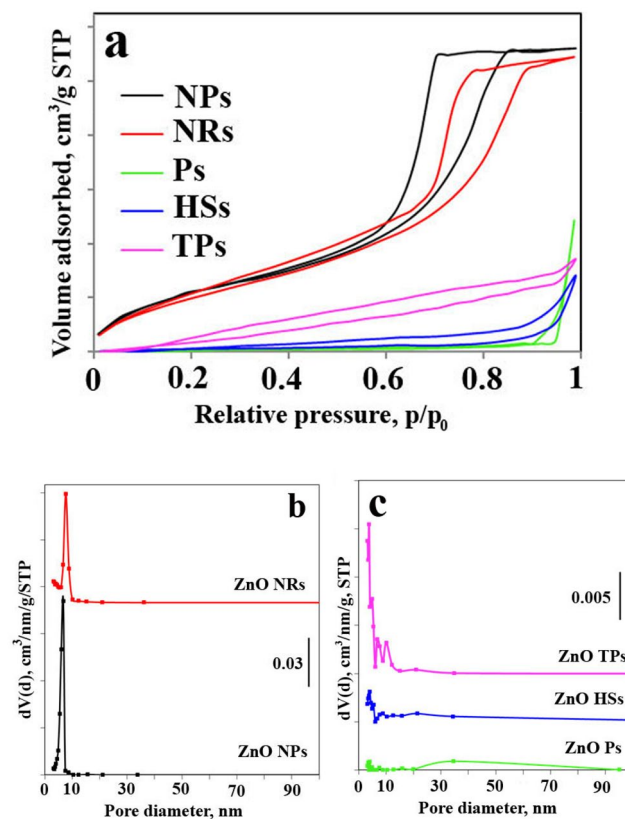 a
NPs
NRs
Ps
HSs
TPs
Volume adsorbed, cm³/g STP
0 0.2 0.4 0.6 0.8 1
Relative pressure, p/p₀
b
ZnO NRs
0.03
ZnO NPs
dV(d), cm³/nm/g/STP
0 10 30 50 70 90
Pore diameter, nm
c
0.005
ZnO TPs
ZnO HSs
ZnO Ps
dV(d), cm³/nm/g, STP
0 10 30 50 70 90
Pore diameter, nm